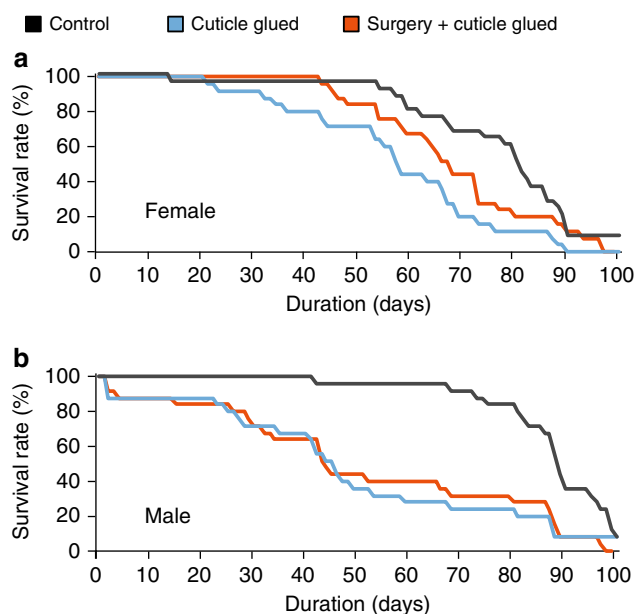 Control Cuticle glued Surgery + cuticle glued
a
Survival rate (%)
100
80
60
40
20
0
Female
0 10 20 30 40 50 60 70 80 90 100
Duration (days)
b
Survival rate (%)
100
80
60
40
20
0
Male
0 10 20 30 40 50 60 70 80 90 100
Duration (days)